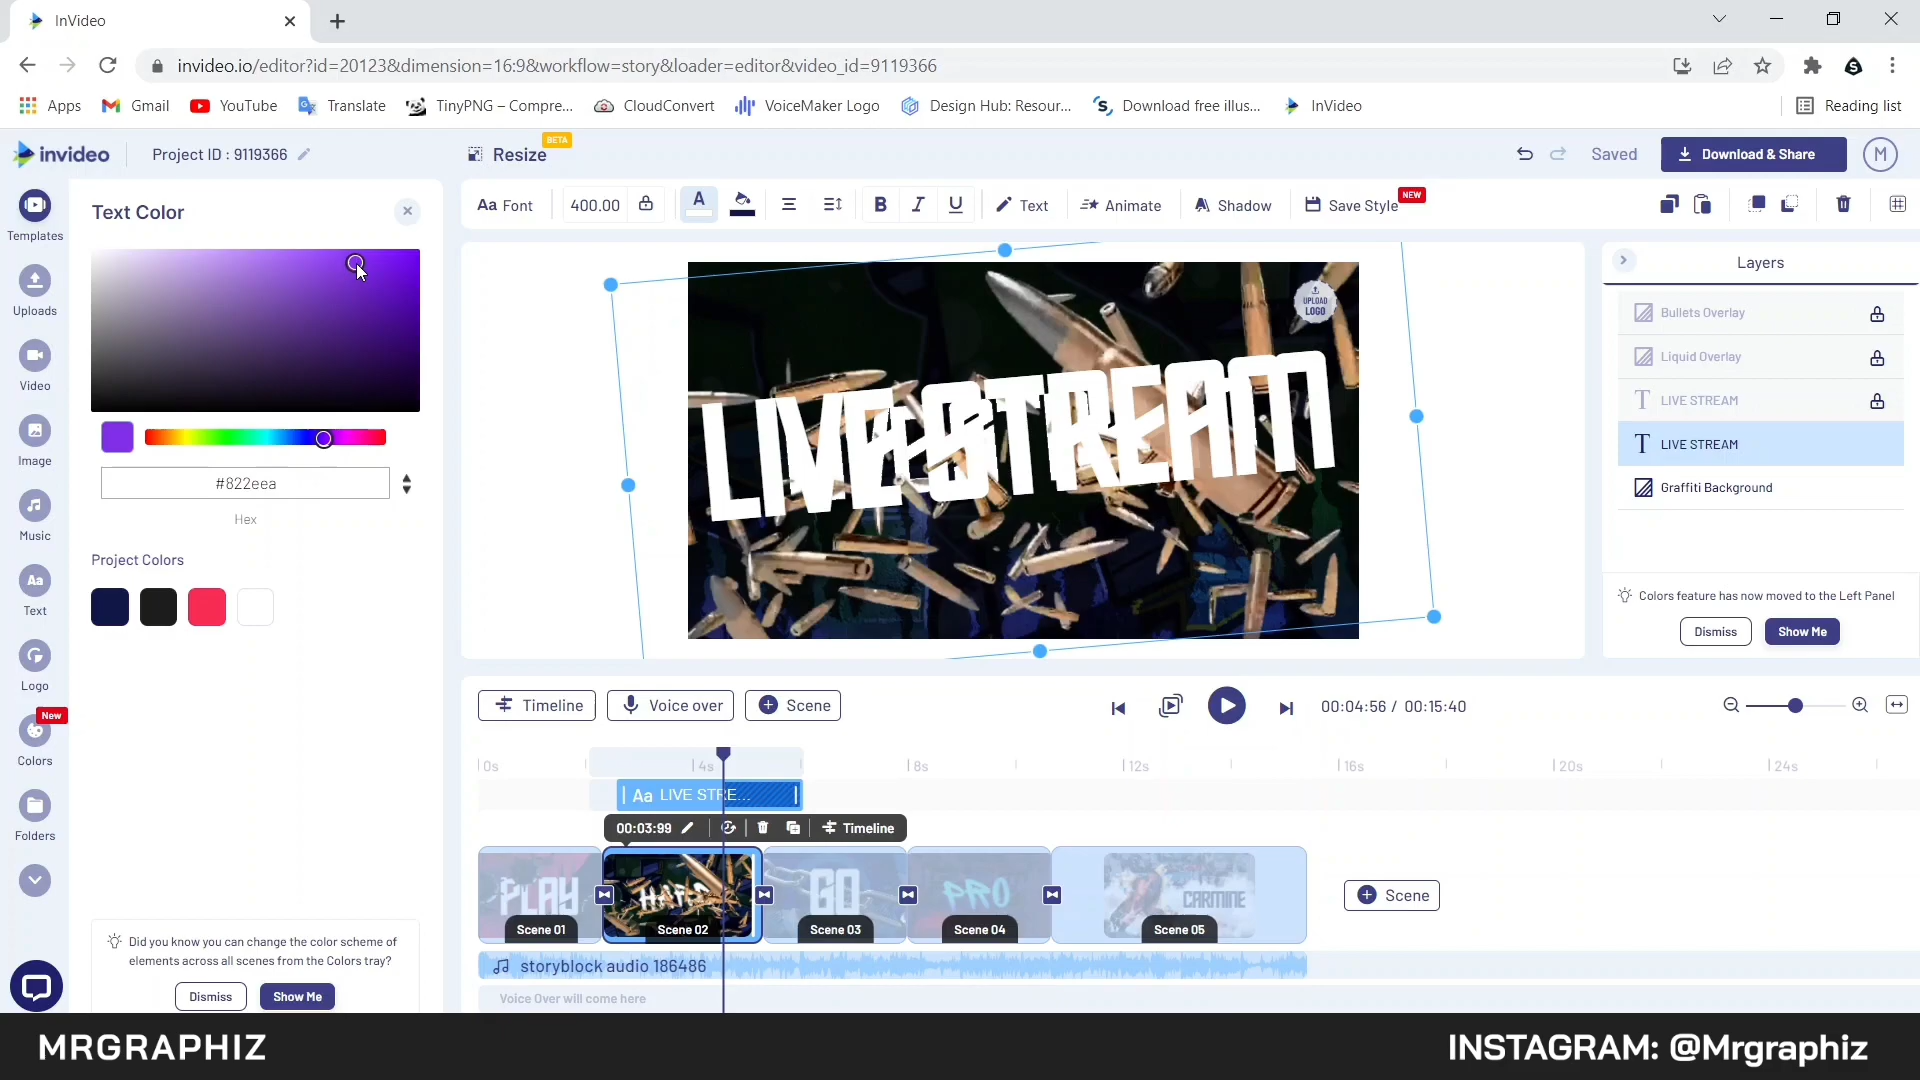 InVideo
invideo.io/editor?id=20123&dimension=16:9&workflow=story&loader=editor&video_id=9119366
Apps
Gmail
YouTube
Translate
TinyPNG – Compre...
CloudConvert
VoiceMaker Logo
Design Hub: Resour...
Download free illus...
InVideo
Reading list
invideo
Project ID : 9119366
Resize
BETA
Saved
Download & Share
M
Templates
Uploads
Video
Image
Music
Aa
Text
Logo
New
Colors
Folders
Text Color
#822eea
Hex
Project Colors
Did you know you can change the color scheme of
elements across all scenes from the Colors tray?
Dismiss
Show Me
Aa Font
400.00
A
B
I
U
Text
Animate
Shadow
Save Style
NEW
UPLOAD
LOGO
LIVE STREAM
Layers
Bullets Overlay
Liquid Overlay
T LIVE STREAM
T LIVE STREAM
Graffiti Background
Colors feature has now moved to the Left Panel
Dismiss
Show Me
Timeline
Voice over
Scene
00:04:56 / 00:15:40
0s
4s
8s
12s
16s
20s
24s
Aa LIVE STRE...
00:03:99
Timeline
PLAY
Scene 01
HARD
Scene 02
GO
Scene 03
PRO
Scene 04
CARMINE
Scene 05
Scene
storyblock audio 186486
Voice Over will come here
MRGRAPHIZ
INSTAGRAM: @Mrgraphiz